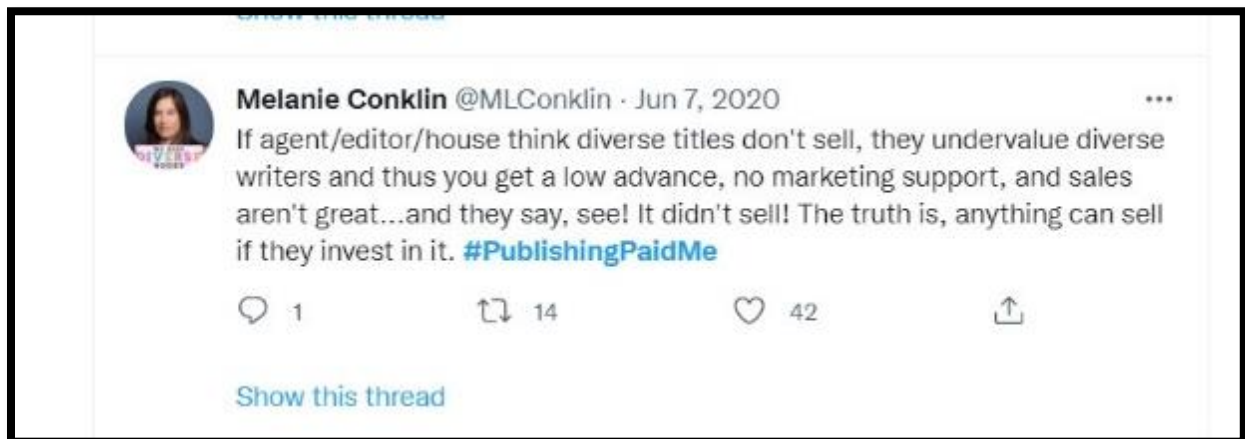 Show this thread
Melanie Conklin @MLConklin · Jun 7, 2020
If agent/editor/house think diverse titles don't sell, they undervalue diverse
writers and thus you get a low advance, no marketing support, and sales
aren't great...and they say, see! It didn't sell! The truth is, anything can sell
if they invest in it. #PublishingPaidMe
1 14 42
Show this thread